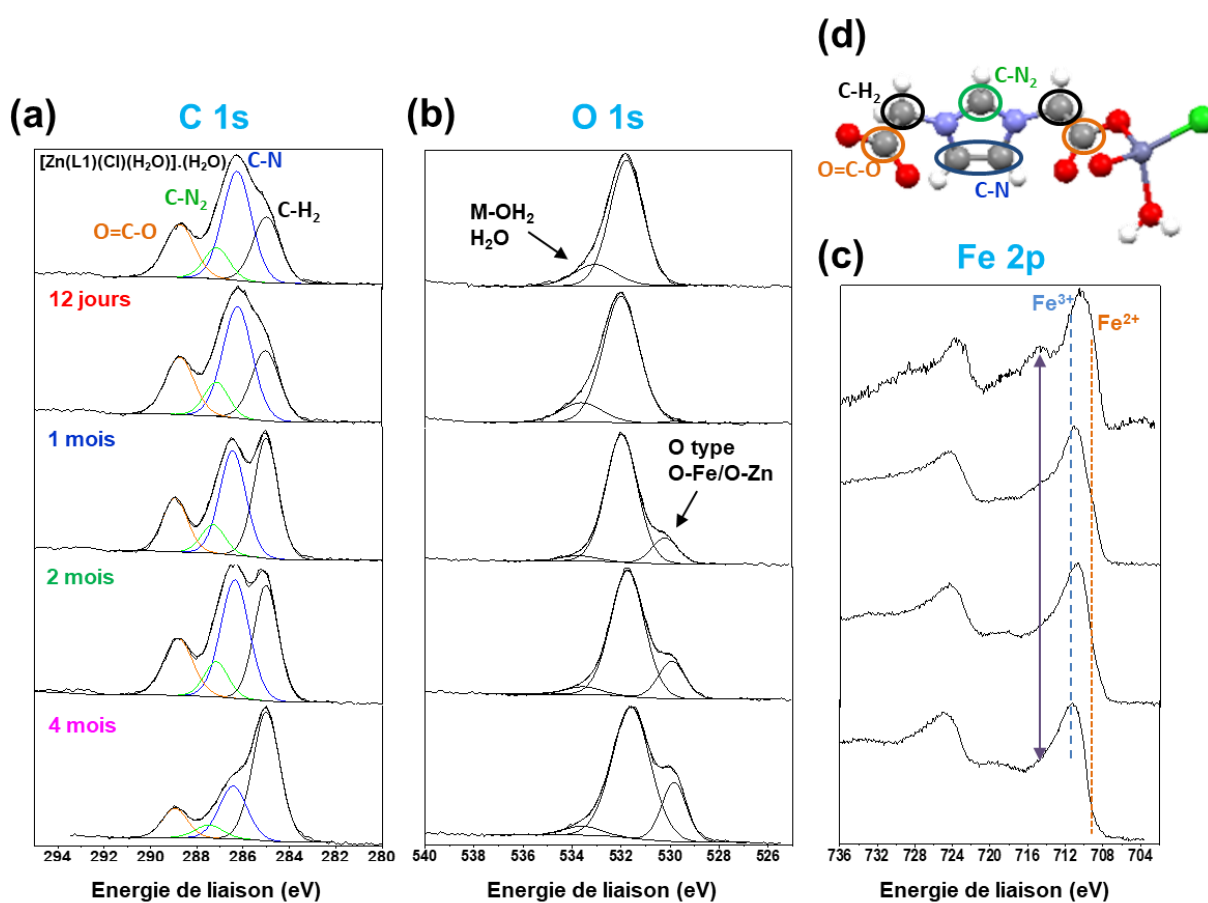 (a)
C 1s
[Zn(L1)(Cl)(H₂O)].(H₂O)
C-N
C-N₂
C-H₂
O=C-O
12 jours
1 mois
2 mois
4 mois
294 292 290 288 286 284 282 280
Energie de liaison (eV)
(b)
O 1s
M-OH₂
H₂O
O type
O-Fe/O-Zn
540 538 536 534 532 530 528 526
Energie de liaison (eV)
(d)
C-N₂
C-H₂
O=C-O
C-N
(c)
Fe 2p
Fe³⁺
Fe²⁺
736 732 728 724 720 716 712 708 704
Energie de liaison (eV)